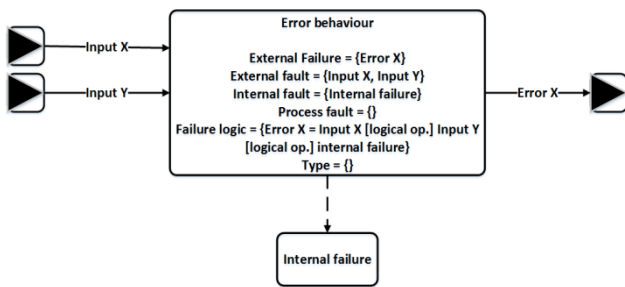 Error behaviour
Input X
External Failure = {Error X}
External fault = {Input X, Input Y}
Internal fault = {Internal failure}
Input Y
Error X
Process fault = {}
Failure logic = {Error X = Input X [logical op.] Input Y
[logical op.] internal failure}
Type = {}
Internal failure